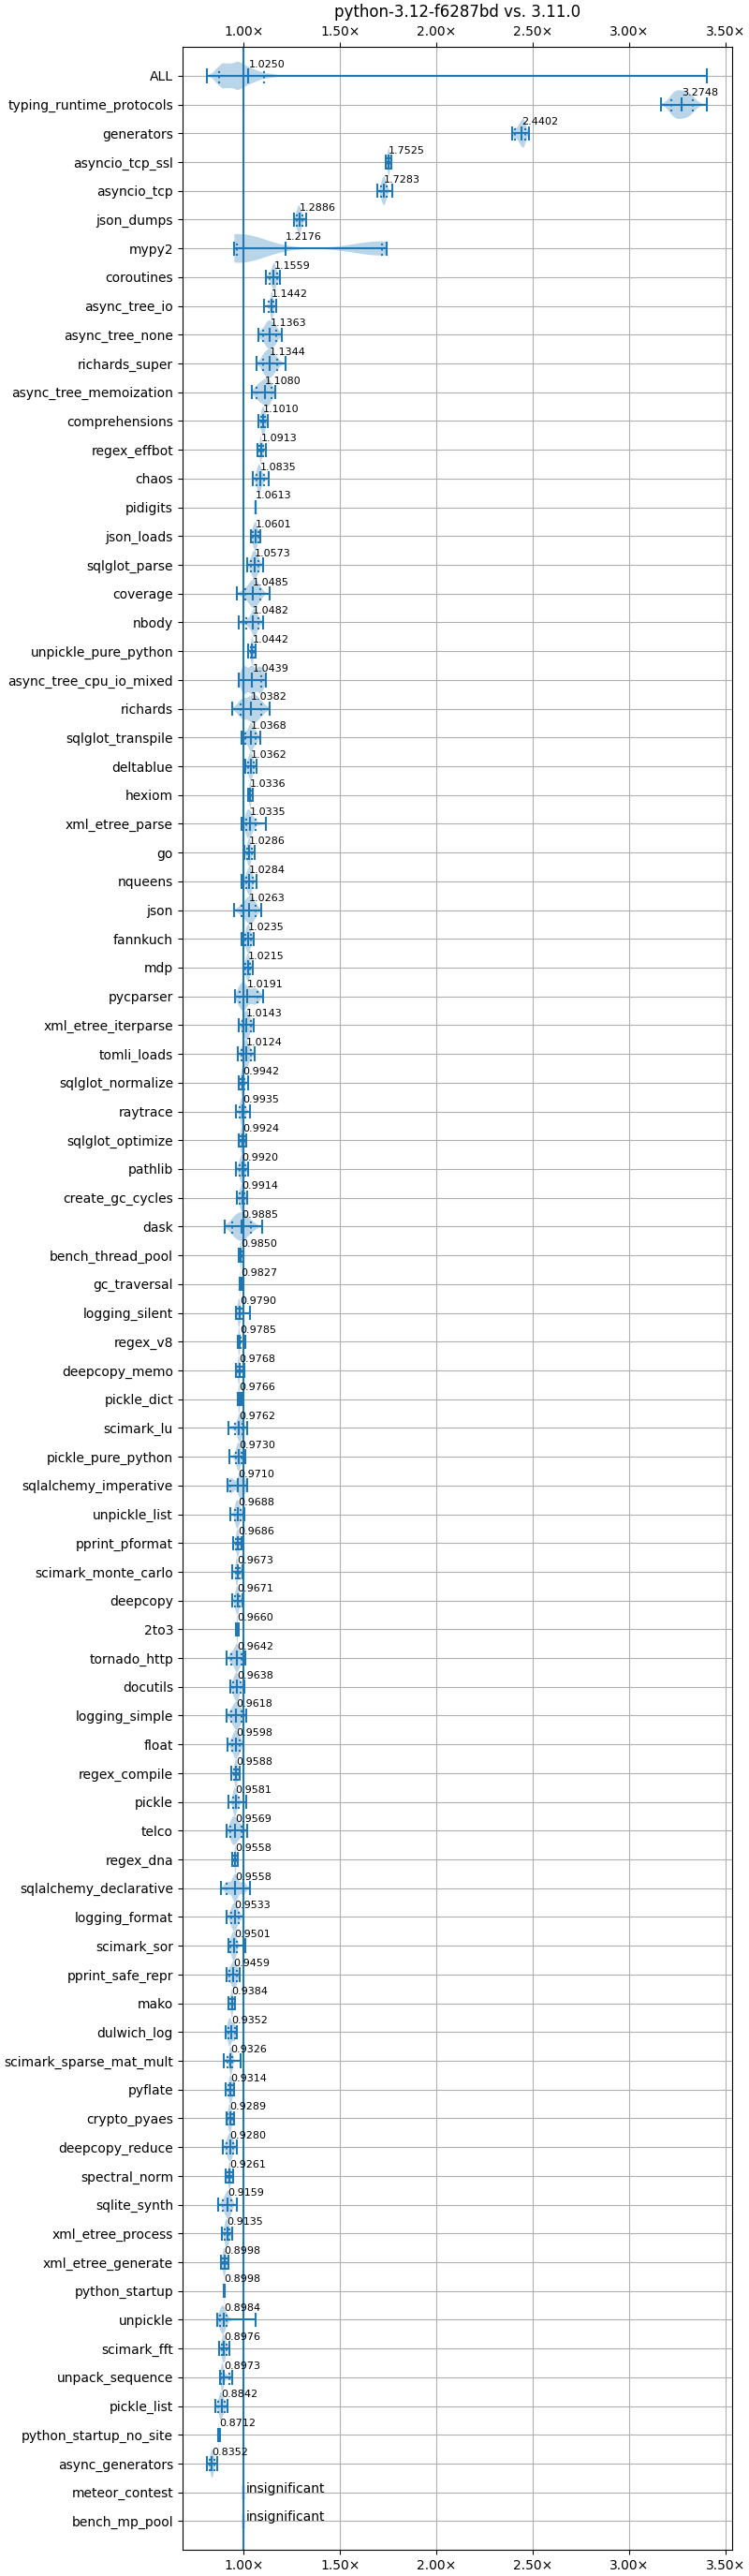 python-3.12-f6287bd vs. 3.11.0
1.00× 1.50× 2.00× 2.50× 3.00× 3.50×
ALL 1.0250
typing_runtime_protocols 3.2748
generators 2.4402
asyncio_tcp_ssl 1.7525
asyncio_tcp 1.7283
json_dumps 1.2886
mypy2 1.2176
coroutines 1.1559
async_tree_io 1.1442
async_tree_none 1.1363
richards_super 1.1344
async_tree_memoization 1.1080
comprehensions 1.1010
regex_effbot 1.0913
chaos 1.0835
pidigits 1.0613
json_loads 1.0601
sqlglot_parse 1.0573
coverage 1.0485
nbody 1.0482
unpickle_pure_python 1.0442
async_tree_cpu_io_mixed 1.0439
richards 1.0382
sqlglot_transpile 1.0368
deltablue 1.0362
hexiom 1.0336
xml_etree_parse 1.0335
go 1.0286
nqueens 1.0284
json 1.0263
fannkuch 1.0235
mdp 1.0215
pycparser 1.0191
xml_etree_iterparse 1.0143
tomli_loads 1.0124
sqlglot_normalize 0.9942
raytrace 0.9935
sqlglot_optimize 0.9924
pathlib 0.9920
create_gc_cycles 0.9914
dask 0.9885
bench_thread_pool 0.9850
gc_traversal 0.9827
logging_silent 0.9790
regex_v8 0.9785
deepcopy_memo 0.9768
pickle_dict 0.9766
scimark_lu 0.9762
pickle_pure_python 0.9730
sqlalchemy_imperative 0.9710
unpickle_list 0.9688
pprint_pformat 0.9686
scimark_monte_carlo 0.9673
deepcopy 0.9671
2to3 0.9660
tornado_http 0.9642
docutils 0.9638
logging_simple 0.9618
float 0.9598
regex_compile 0.9588
pickle 0.9581
telco 0.9569
regex_dna 0.9558
sqlalchemy_declarative 0.9558
logging_format 0.9533
scimark_sor 0.9501
pprint_safe_repr 0.9459
mako 0.9384
dulwich_log 0.9352
scimark_sparse_mat_mult 0.9326
pyflate 0.9314
crypto_pyaes 0.9289
deepcopy_reduce 0.9280
spectral_norm 0.9261
sqlite_synth 0.9159
xml_etree_process 0.9135
xml_etree_generate 0.8998
python_startup 0.8998
unpickle 0.8984
scimark_fft 0.8976
unpack_sequence 0.8973
pickle_list 0.8842
python_startup_no_site 0.8712
async_generators 0.8352
meteor_contest insignificant
bench_mp_pool insignificant
1.00× 1.50× 2.00× 2.50× 3.00× 3.50×